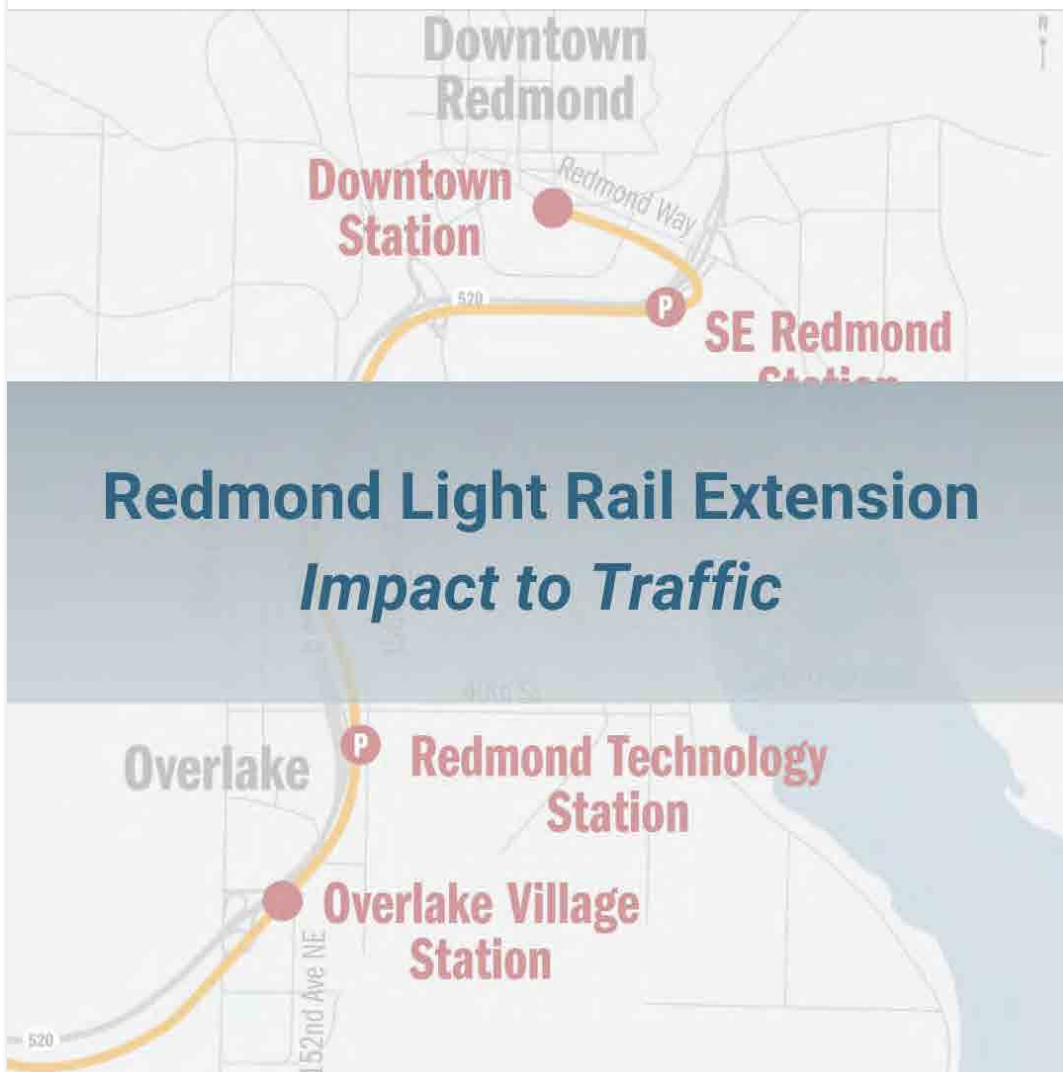 N
Downtown
Redmond
Downtown
Station
Redmond Way
520
P
SE Redmond
Station
Redmond Light Rail Extension
Impact to Traffic
P
Overlake
Redmond Technology
Station
Overlake Village
Station
152nd Ave NE
520